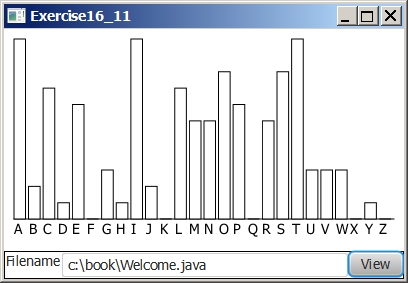 Exercise16_11
A B C D E F G H I J K L M N O P Q R S T U V W X Y Z
Filename c:\book\Welcome.java View